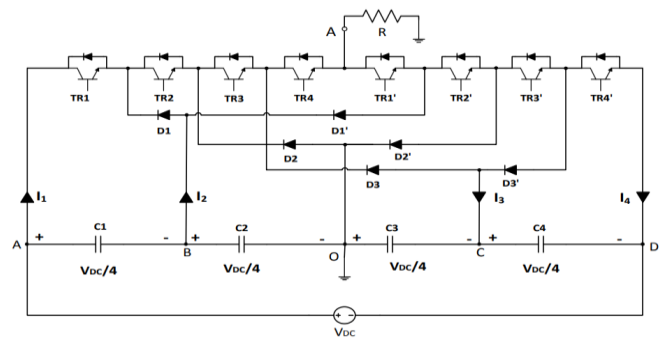 A R
TR1 TR2 TR3 TR4 TR1' TR2' TR3' TR4'
D1 D1'
D2 D2'
D3 D3'
I1 I2 I3 I4
C1 C2 C3 C4
A + - + - + - + - D
B O C
VDC/4 VDC/4 VDC/4 VDC/4
+ -
VDC